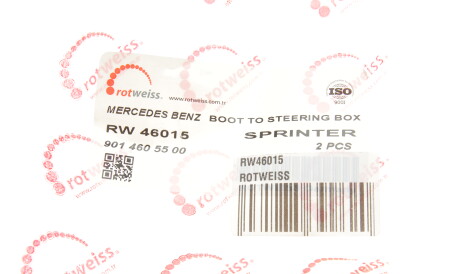 rotweiss®
www.rotweiss.com.tr
ISO
9001
MERCEDES BENZ BOOT TO STEERING BOX
RW 46015 SPRINTER
901 460 55 00 2 PCS
RW46015
ROTWEISS